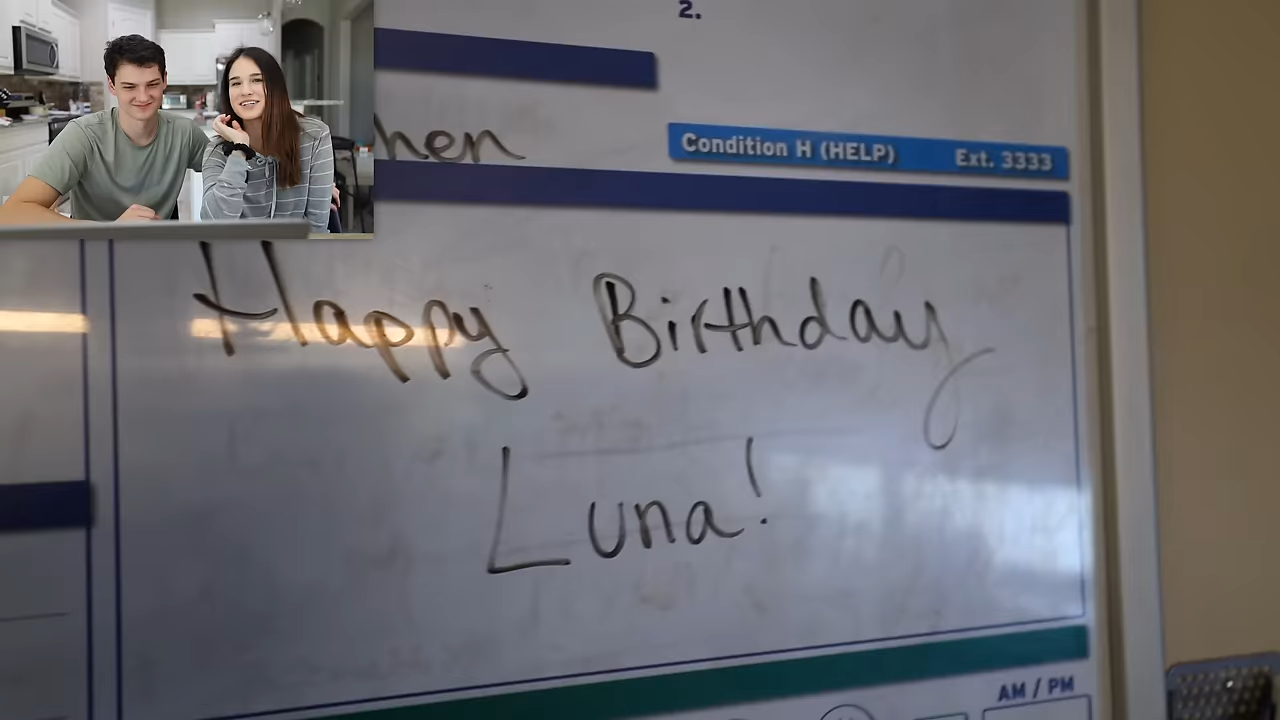 2.
hen
Condition H (HELP) Ext. 3333
Happy Birthday
Luna!
AM / PM